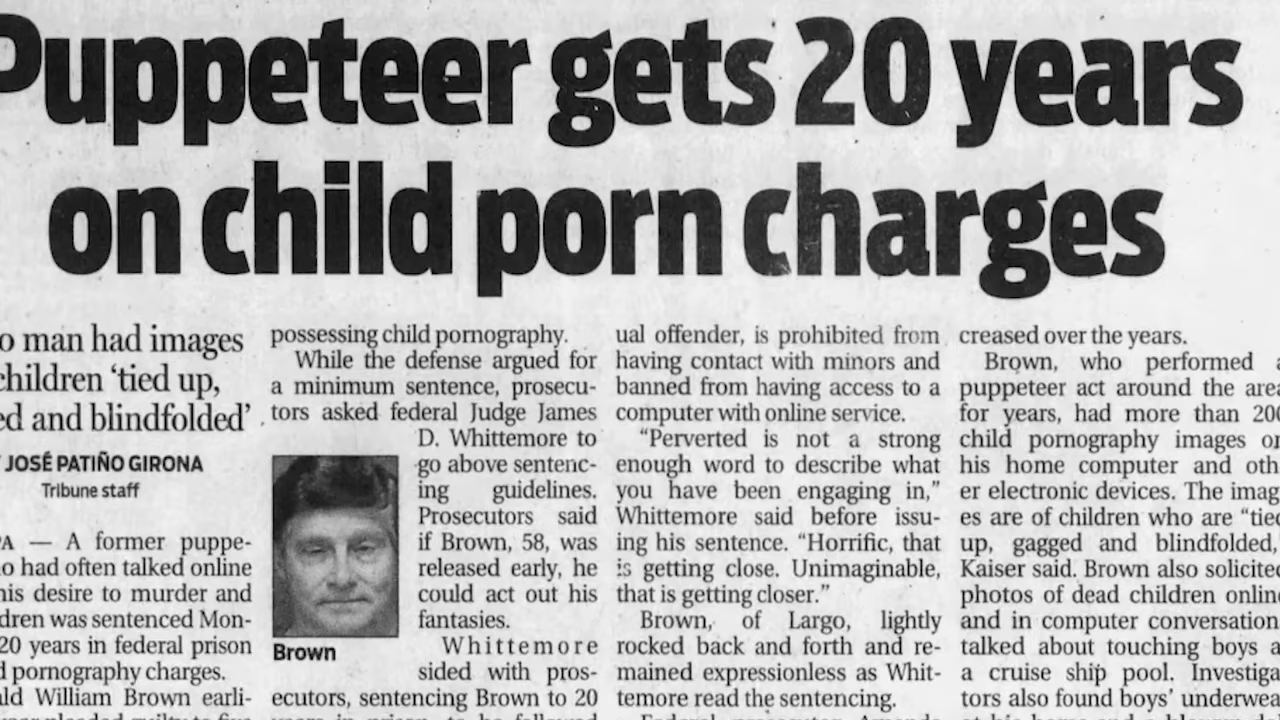 Puppeteer gets 20 years
on child porn charges
o man had images
children ‘tied up,
ed and blindfolded’
JOSÉ PATIÑO GIRONA
Tribune staff
PA — A former puppe-
o had often talked online
his desire to murder and
dren was sentenced Mon-
20 years in federal prison
d pornography charges.
ald William Brown earli-
possessing child pornography.
While the defense argued for
a minimum sentence, prosecu-
tors asked federal Judge James
D. Whittemore to
go above sentenc-
ing guidelines.
Prosecutors said
if Brown, 58, was
released early, he
could act out his
fantasies.
Whittemore
sided with pros-
ecutors, sentencing Brown to 20
Brown
ual offender, is prohibited from
having contact with minors and
banned from having access to a
computer with online service.
“Perverted is not a strong
enough word to describe what
you have been engaging in,”
Whittemore said before issu-
ing his sentence. “Horrific, that
is getting close. Unimaginable,
that is getting closer.”
Brown, of Largo, lightly
rocked back and forth and re-
mained expressionless as Whit-
temore read the sentencing.
creased over the years.
Brown, who performed a
puppeteer act around the area
for years, had more than 200
child pornography images on
his home computer and oth-
er electronic devices. The imag-
es are of children who are “tied
up, gagged and blindfolded,”
Kaiser said. Brown also solicited
photos of dead children online
and in computer conversation
talked about touching boys a
a cruise ship pool. Investiga-
tors also found boys’ underwea